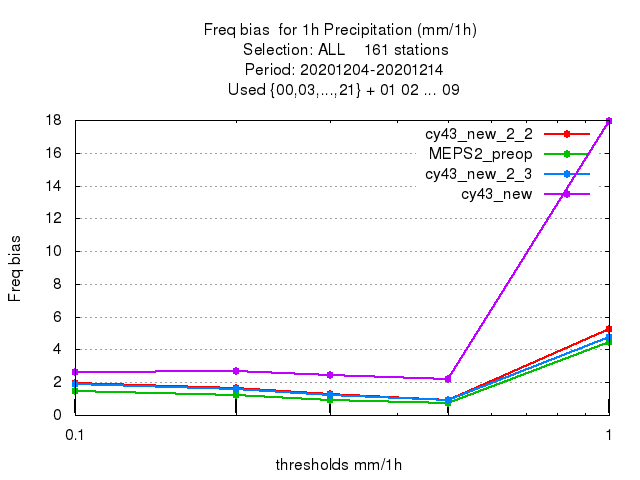 Freq bias  for 1h Precipitation (mm/1h)
Selection: ALL    161 stations
Period: 20201204-20201214
Used {00,03,...,21} + 01 02 ... 09
18
cy43_new_2_2
16
MEPS2_preop
cy43_new_2_3
14
cy43_new
12
10
Freq bias
8
6
4
2
0
0.1
1
thresholds mm/1h